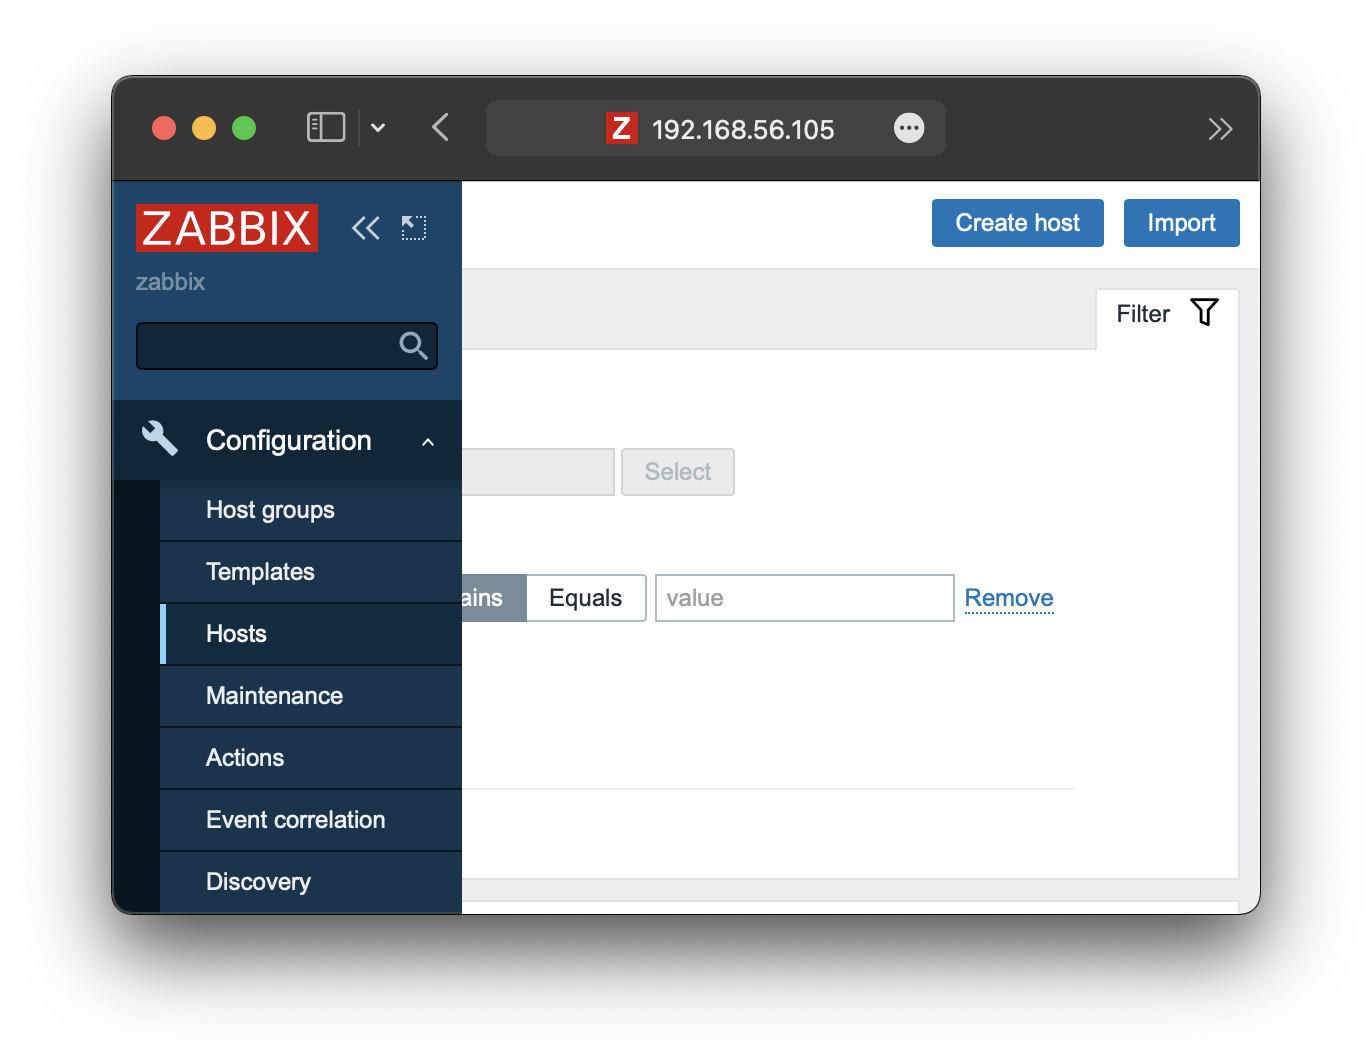 Z 192.168.56.105
ZABBIX
zabbix
Create host Import
Filter
Configuration
Host groups
Templates
Hosts
Maintenance
Actions
Event correlation
Discovery
Select
ains Equals value Remove